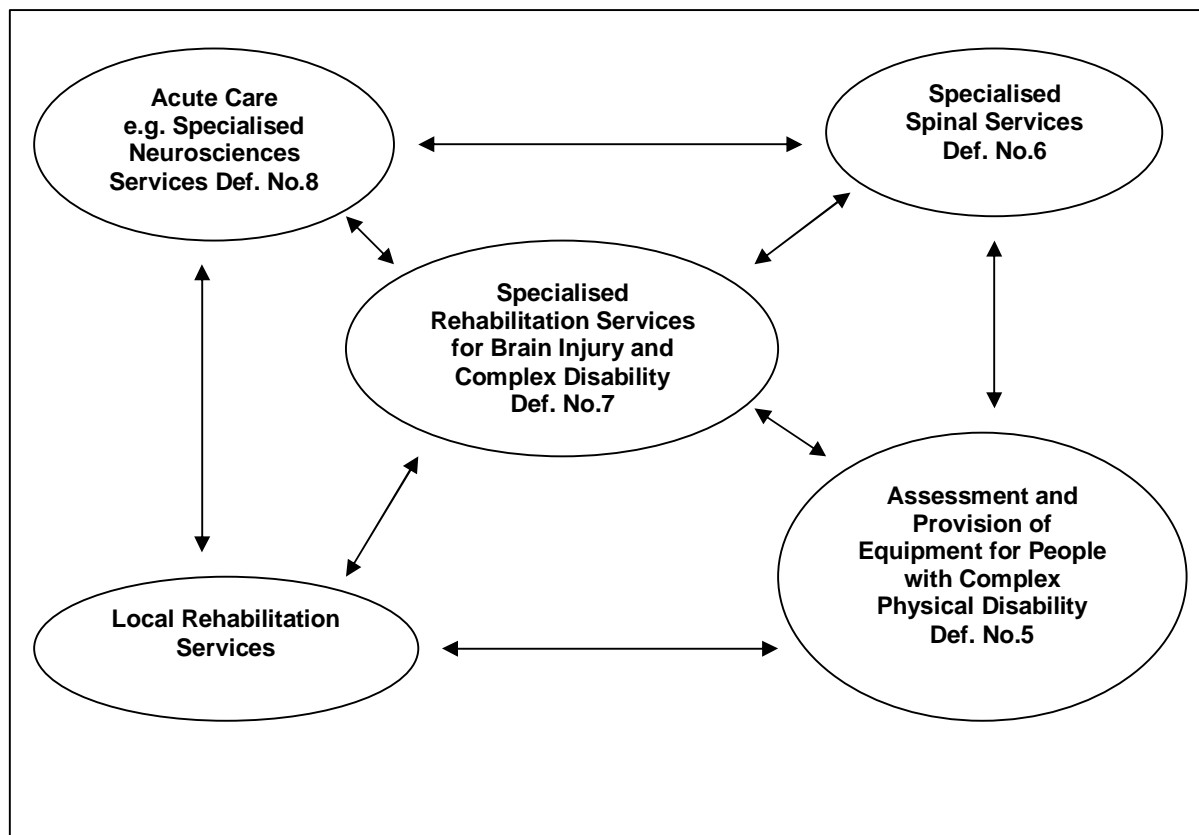 Acute Care
e.g. Specialised
Neurosciences
Services Def. No.8
Specialised
Spinal Services
Def. No.6
Specialised
Rehabilitation Services
for Brain Injury and
Complex Disability
Def. No.7
Assessment and
Provision of
Equipment for People
with Complex
Physical Disability
Def. No.5
Local Rehabilitation
Services